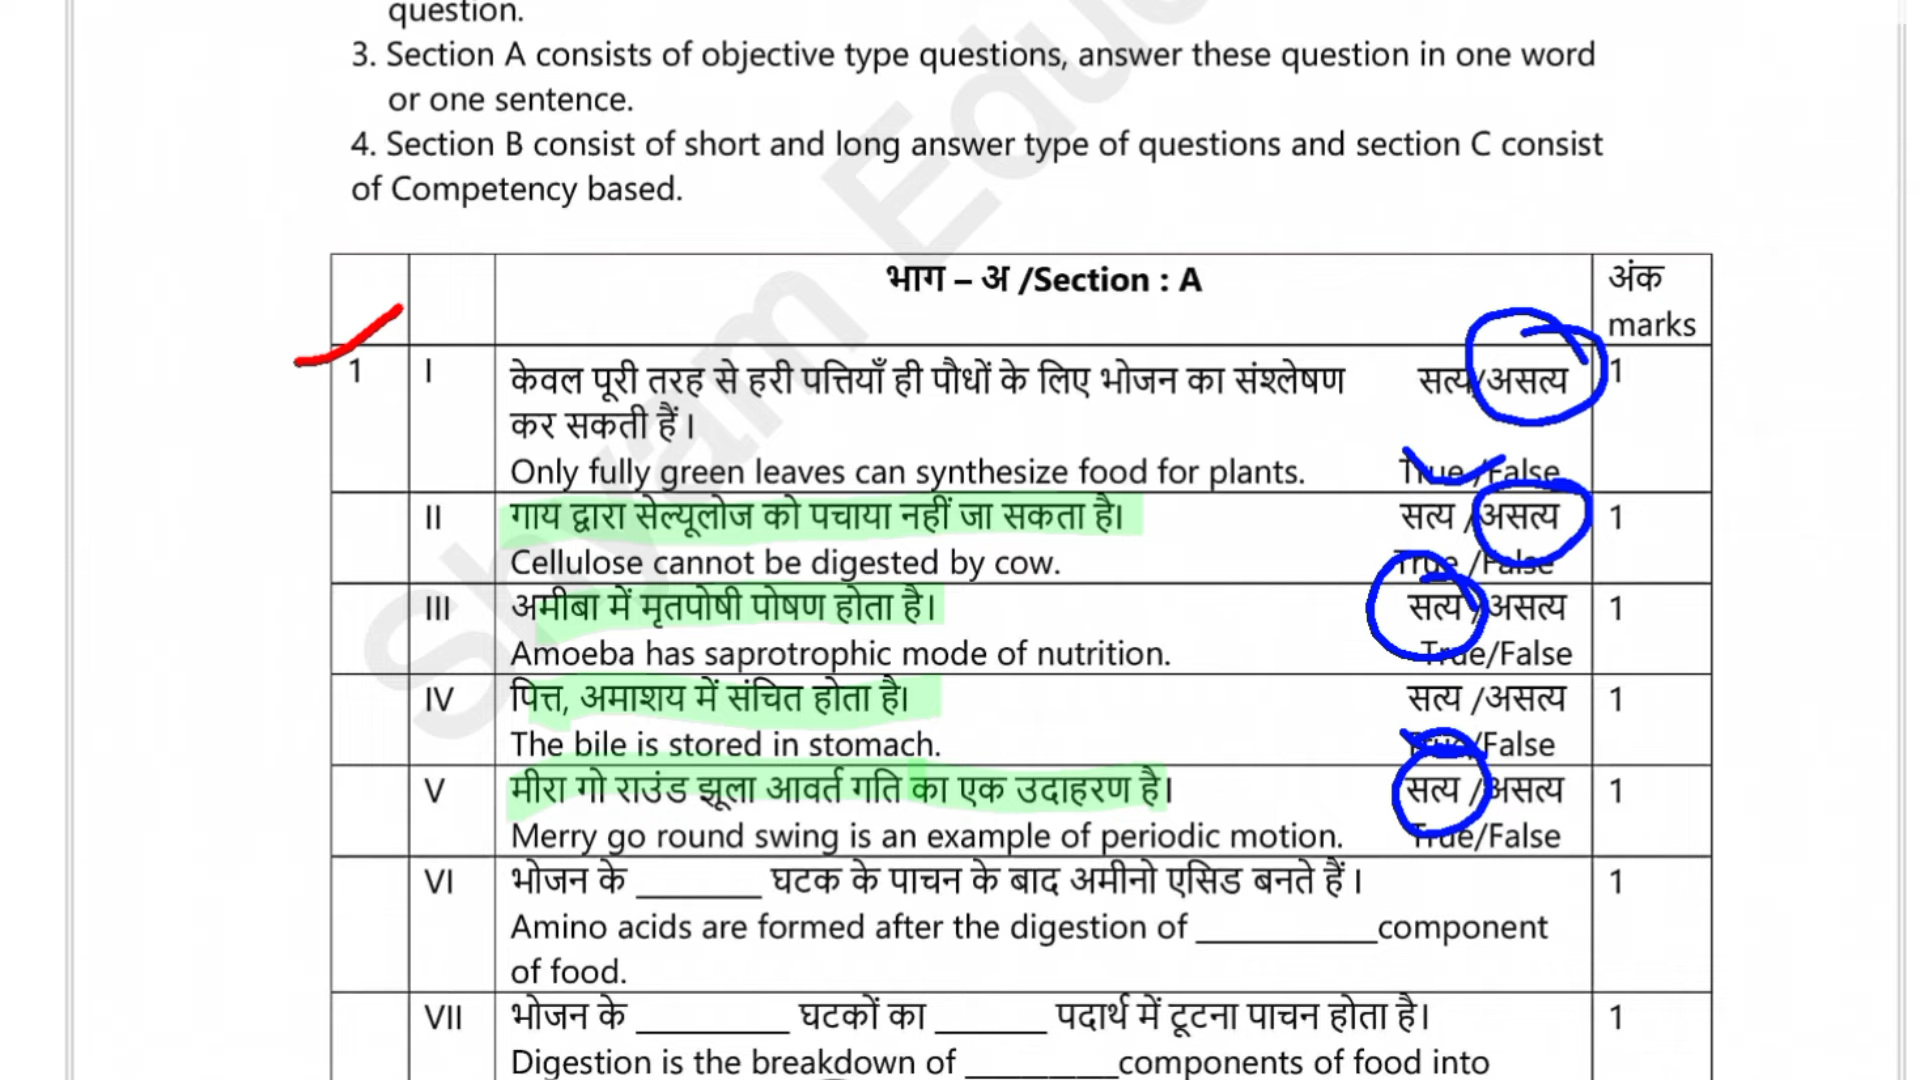 question.
3. Section A consists of objective type questions, answer these question in one word
or one sentence.
4. Section B consist of short and long answer type of questions and section C consist
of Competency based.
भाग – अ /Section : A अंक
marks
1 I केवल पूरी तरह से हरी पत्तियाँ ही पौधों के लिए भोजन का संश्लेषण सत्य/असत्य 1
कर सकती हैं।
Only fully green leaves can synthesize food for plants. True /False
II गाय द्वारा सेल्यूलोज को पचाया नहीं जा सकता है। सत्य /असत्य 1
Cellulose cannot be digested by cow. True /False
III अमीबा में मृतपोषी पोषण होता है। सत्य /असत्य 1
Amoeba has saprotrophic mode of nutrition. True/False
IV पित्त, अमाशय में संचित होता है। सत्य /असत्य 1
The bile is stored in stomach. True/False
V मीरा गो राउंड झूला आवर्त गति का एक उदाहरण है। सत्य /असत्य 1
Merry go round swing is an example of periodic motion. True/False
VI भोजन के _______ घटक के पाचन के बाद अमीनो एसिड बनते हैं। 1
Amino acids are formed after the digestion of __________component
of food.
VII भोजन के _________ घटकों का ______ पदार्थ में टूटना पाचन होता है। 1
Digestion is the breakdown of ________components of food into
Shyam Edu